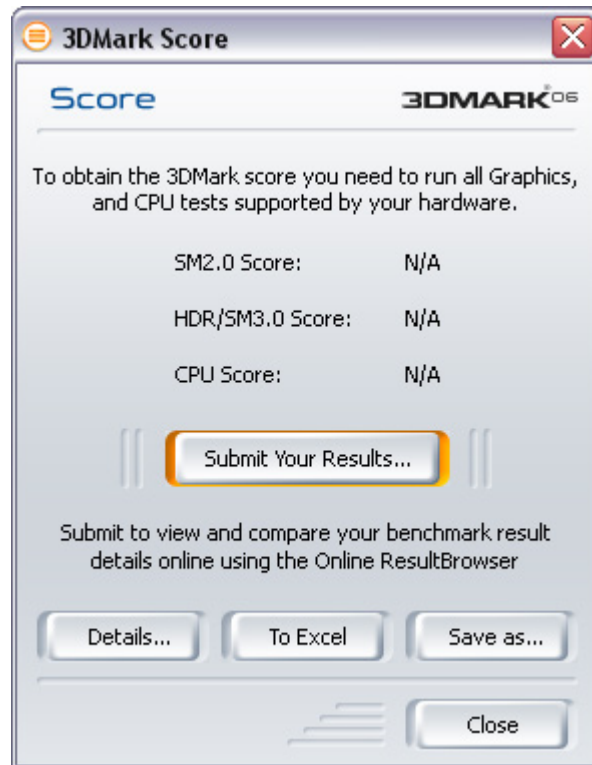 3DMark Score
Score
3DMARK®06
To obtain the 3DMark score you need to run all Graphics,
and CPU tests supported by your hardware.
SM2.0 Score: N/A
HDR/SM3.0 Score: N/A
CPU Score: N/A
Submit Your Results...
Submit to view and compare your benchmark result
details online using the Online ResultBrowser
Details... To Excel Save as...
Close